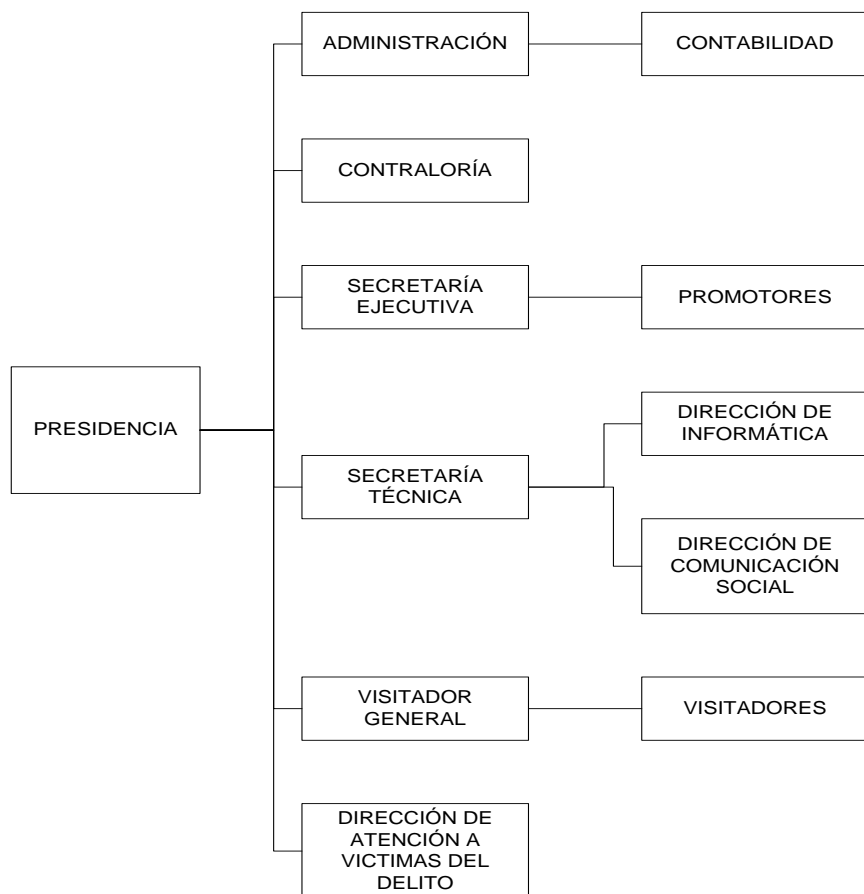 ADMINISTRACIÓN
CONTABILIDAD
CONTRALORÍA
SECRETARÍA
EJECUTIVA
PROMOTORES
PRESIDENCIA
DIRECCIÓN DE
INFORMÁTICA
SECRETARÍA
TÉCNICA
DIRECCIÓN DE
COMUNICACIÓN
SOCIAL
VISITADOR
GENERAL
VISITADORES
DIRECCIÓN DE
ATENCIÓN A
VICTIMAS DEL
DELITO